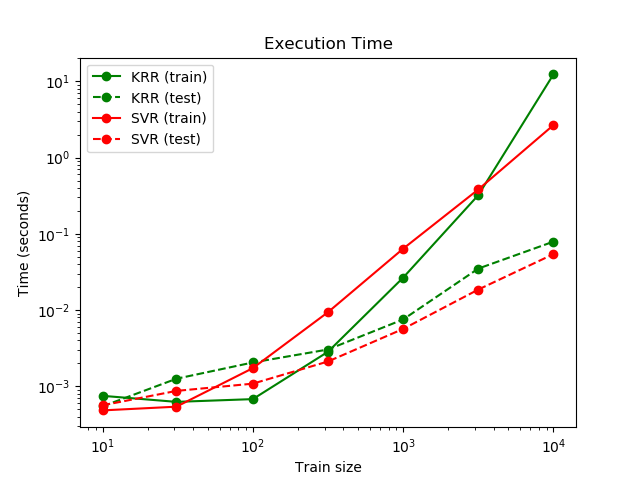 Execution Time
KRR (train)
KRR (test)
SVR (train)
SVR (test)
Time (seconds)
10¹
10⁰
10⁻¹
10⁻²
10⁻³
10¹
10²
10³
10⁴
Train size